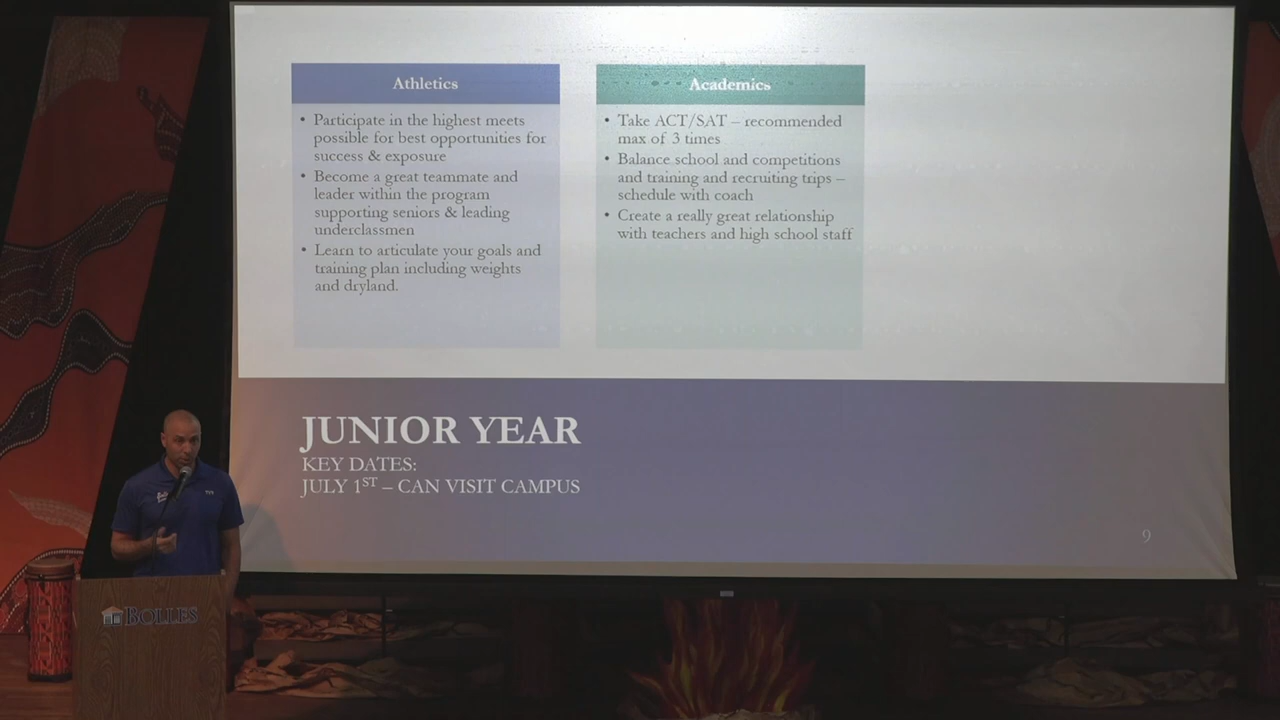 Athletics
• Participate in the highest meets
possible for best opportunities for
success & exposure
• Become a great teammate and
leader within the program
supporting seniors & leading
underclassmen
• Learn to articulate your goals and
training plan including weights
and dryland.
Academics
• Take ACT/SAT – recommended
max of 3 times
• Balance school and competitions
and training and recruiting trips –
schedule with coach
• Create a really great relationship
with teachers and high school staff
JUNIOR YEAR
KEY DATES:
JULY 1ST – CAN VISIT CAMPUS
9
BOLLES